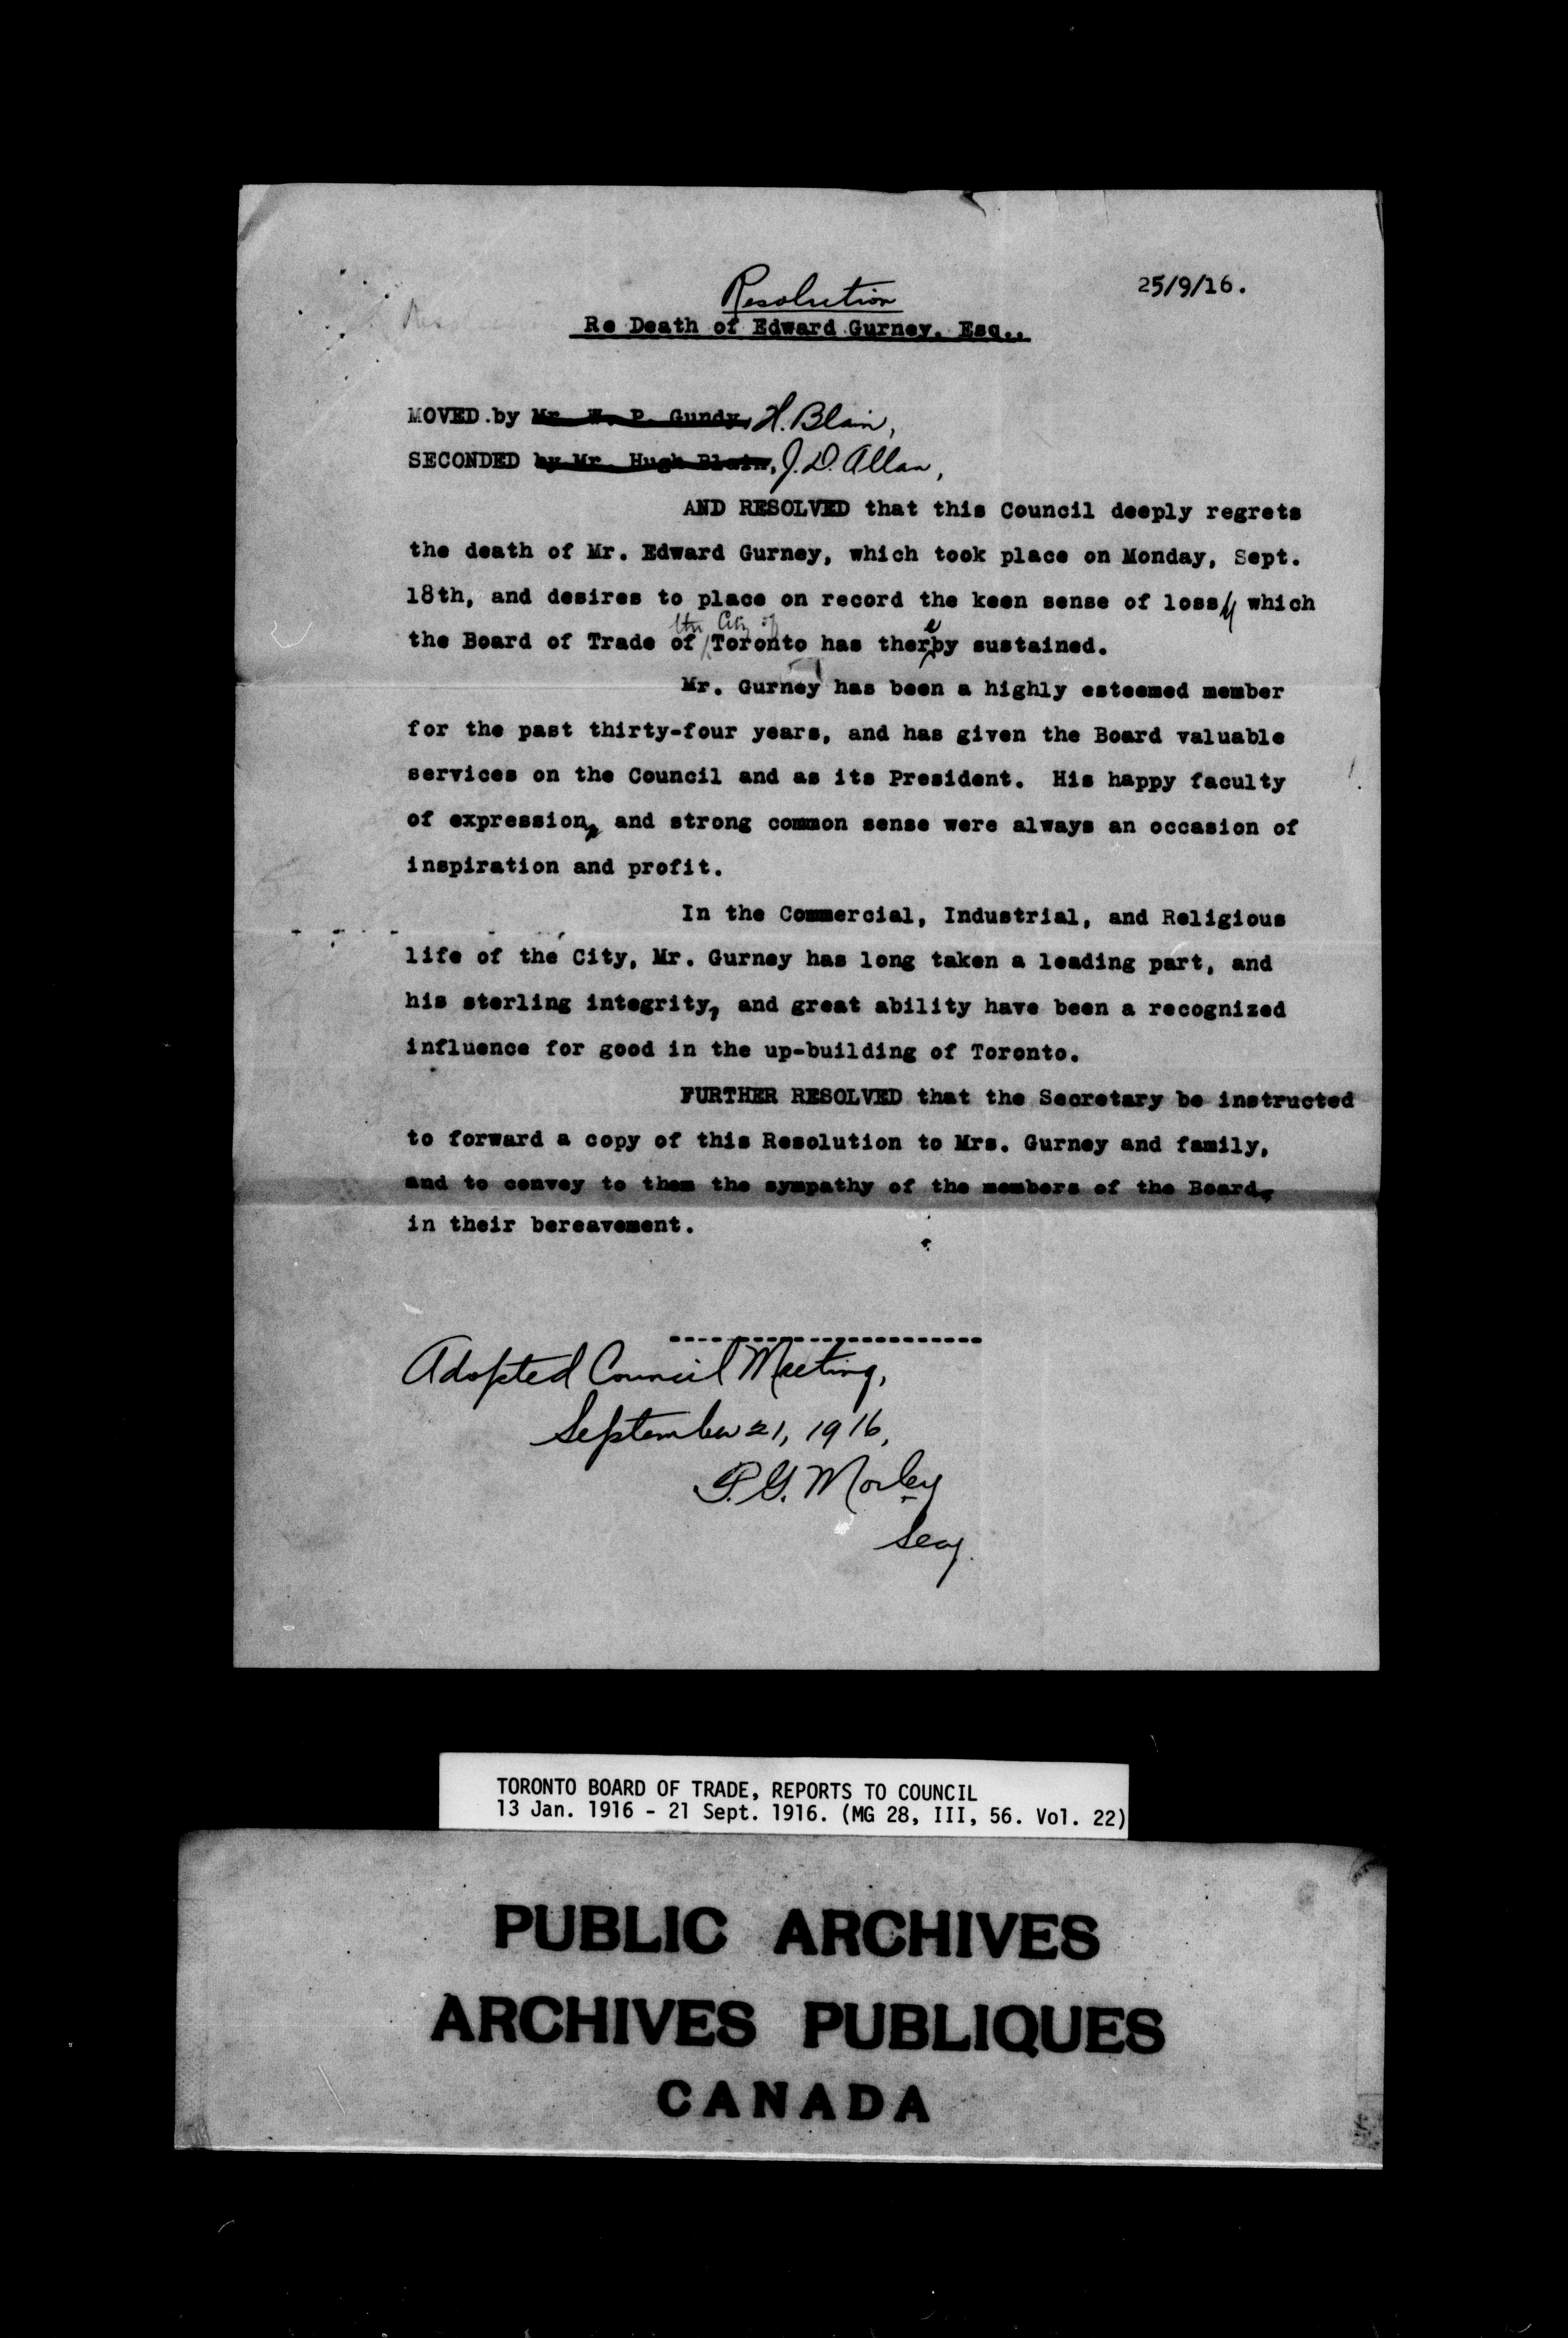 25/9/16.
Resolution
Re Death of Edward Gurney. Esq..
MOVED by Mr. W. P. Gundy, H. Blain,
SECONDED by Mr. Hugh Blain, J. D. Allan,
AND RESOLVED that this Council deeply regrets
the death of Mr. Edward Gurney, which took place on Monday, Sept.
18th, and desires to place on record the keen sense of loss, which
the City of
the Board of Trade of Toronto has thereby sustained.
Mr. Gurney has been a highly esteemed member
for the past thirty-four years, and has given the Board valuable
services on the Council and as its President. His happy faculty
of expression, and strong common sense were always an occasion of
inspiration and profit.
In the Commercial, Industrial, and Religious
life of the City, Mr. Gurney has long taken a leading part, and
his sterling integrity, and great ability have been a recognized
influence for good in the up-building of Toronto.
FURTHER RESOLVED that the Secretary be instructed
to forward a copy of this Resolution to Mrs. Gurney and family,
and to convey to them the sympathy of the members of the Board,
in their bereavement.
----------------------
Adopted Council Meeting,
September 21, 1916,
F. G. Morley
Secy.
TORONTO BOARD OF TRADE, REPORTS TO COUNCIL
13 Jan. 1916 - 21 Sept. 1916. (MG 28, III, 56. Vol. 22)
PUBLIC ARCHIVES
ARCHIVES PUBLIQUES
CANADA